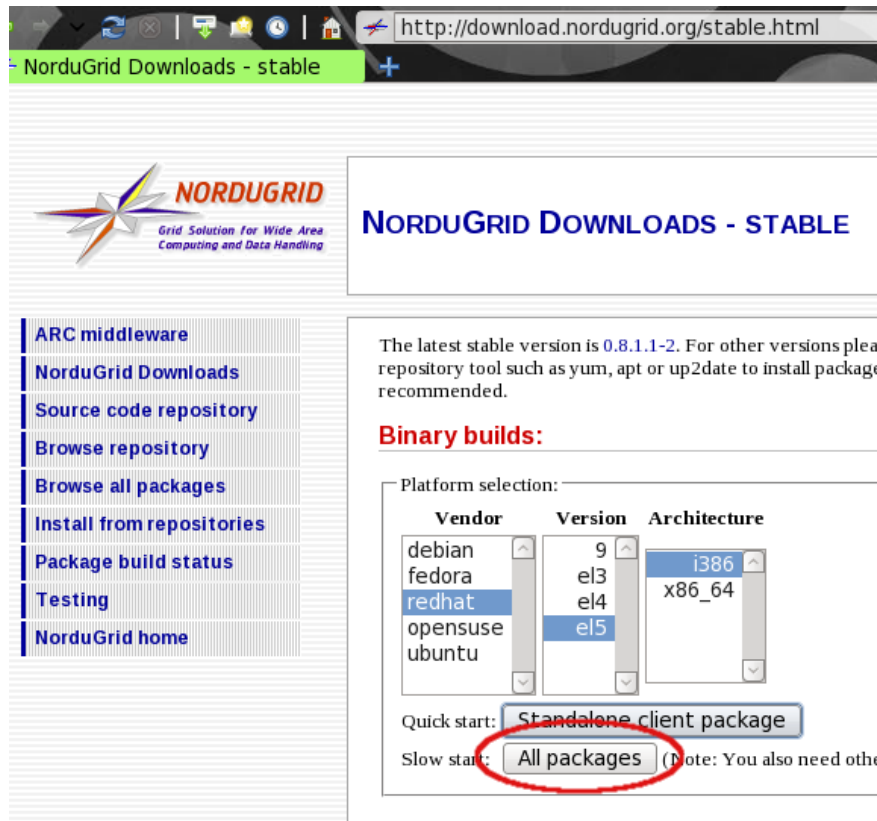 http://download.nordugrid.org/stable.html
NorduGrid Downloads - stable
NORDUGRID
Grid Solution for Wide Area
Computing and Data Handling
NORDUGRID DOWNLOADS - STABLE
ARC middleware
NorduGrid Downloads
Source code repository
Browse repository
Browse all packages
Install from repositories
Package build status
Testing
NorduGrid home
The latest stable version is 0.8.1.1-2. For other versions plea
repository tool such as yum, apt or up2date to install package
recommended.
Binary builds:
Platform selection:
Vendor Version Architecture
debian
fedora
redhat
opensuse
ubuntu
9
el3
el4
el5
i386
x86_64
Quick start: Standalone client package
Slow start: All packages (Note: You also need othe